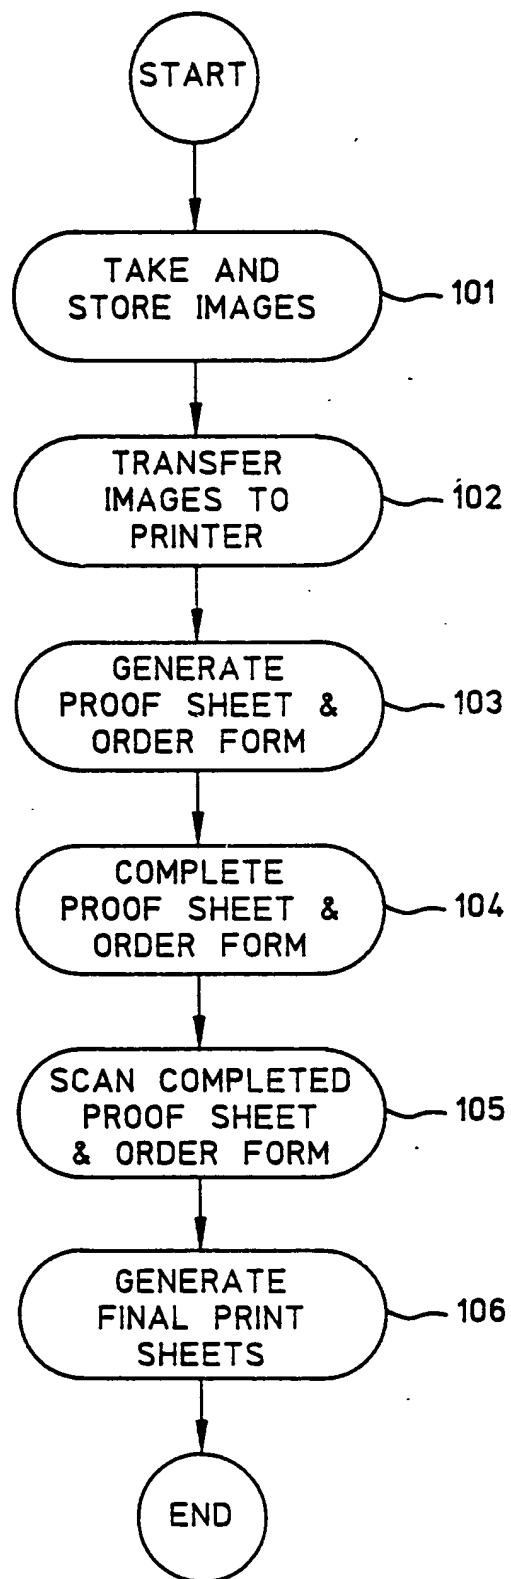 START
TAKE AND
STORE IMAGES
101
TRANSFER
IMAGES TO
PRINTER
102
GENERATE
PROOF SHEET &
ORDER FORM
103
COMPLETE
PROOF SHEET &
ORDER FORM
104
SCAN COMPLETED
PROOF SHEET
& ORDER FORM
105
GENERATE
FINAL PRINT
SHEETS
106
END